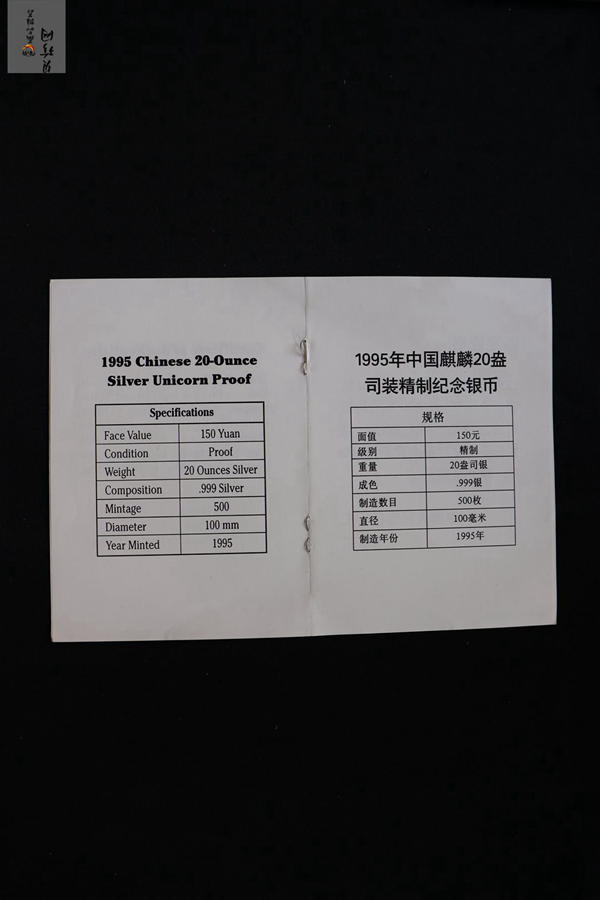 1995 Chinese 20-Ounce
Silver Unicorn Proof
Specifications
Face Value 150 Yuan
Condition Proof
Weight 20 Ounces Silver
Composition .999 Silver
Mintage 500
Diameter 100 mm
Year Minted 1995
1995年中国麒麟20盎
司装精制纪念银币
规格
面值 150元
级别 精制
重量 20盎司银
成色 .999银
制造数目 500枚
直径 100毫米
制造年份 1995年